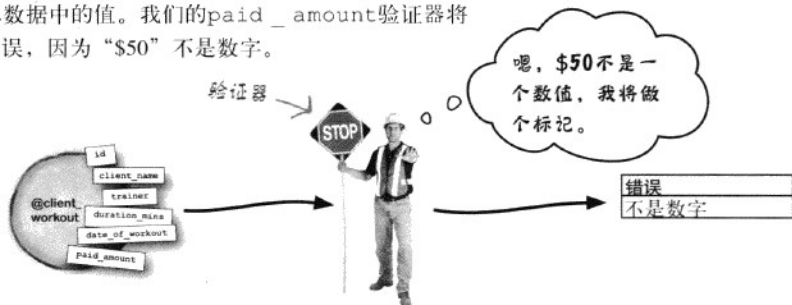 数据中的值。我们的paid _ amount验证器将
误，因为“$50”不是数字。
嗯，$50不是一
个数值，我将做
个标记。
验证器
STOP
id
client_name
trainer
@client_
workout
duration_mins
date_of_workout
paid_amount
错误
不是数字